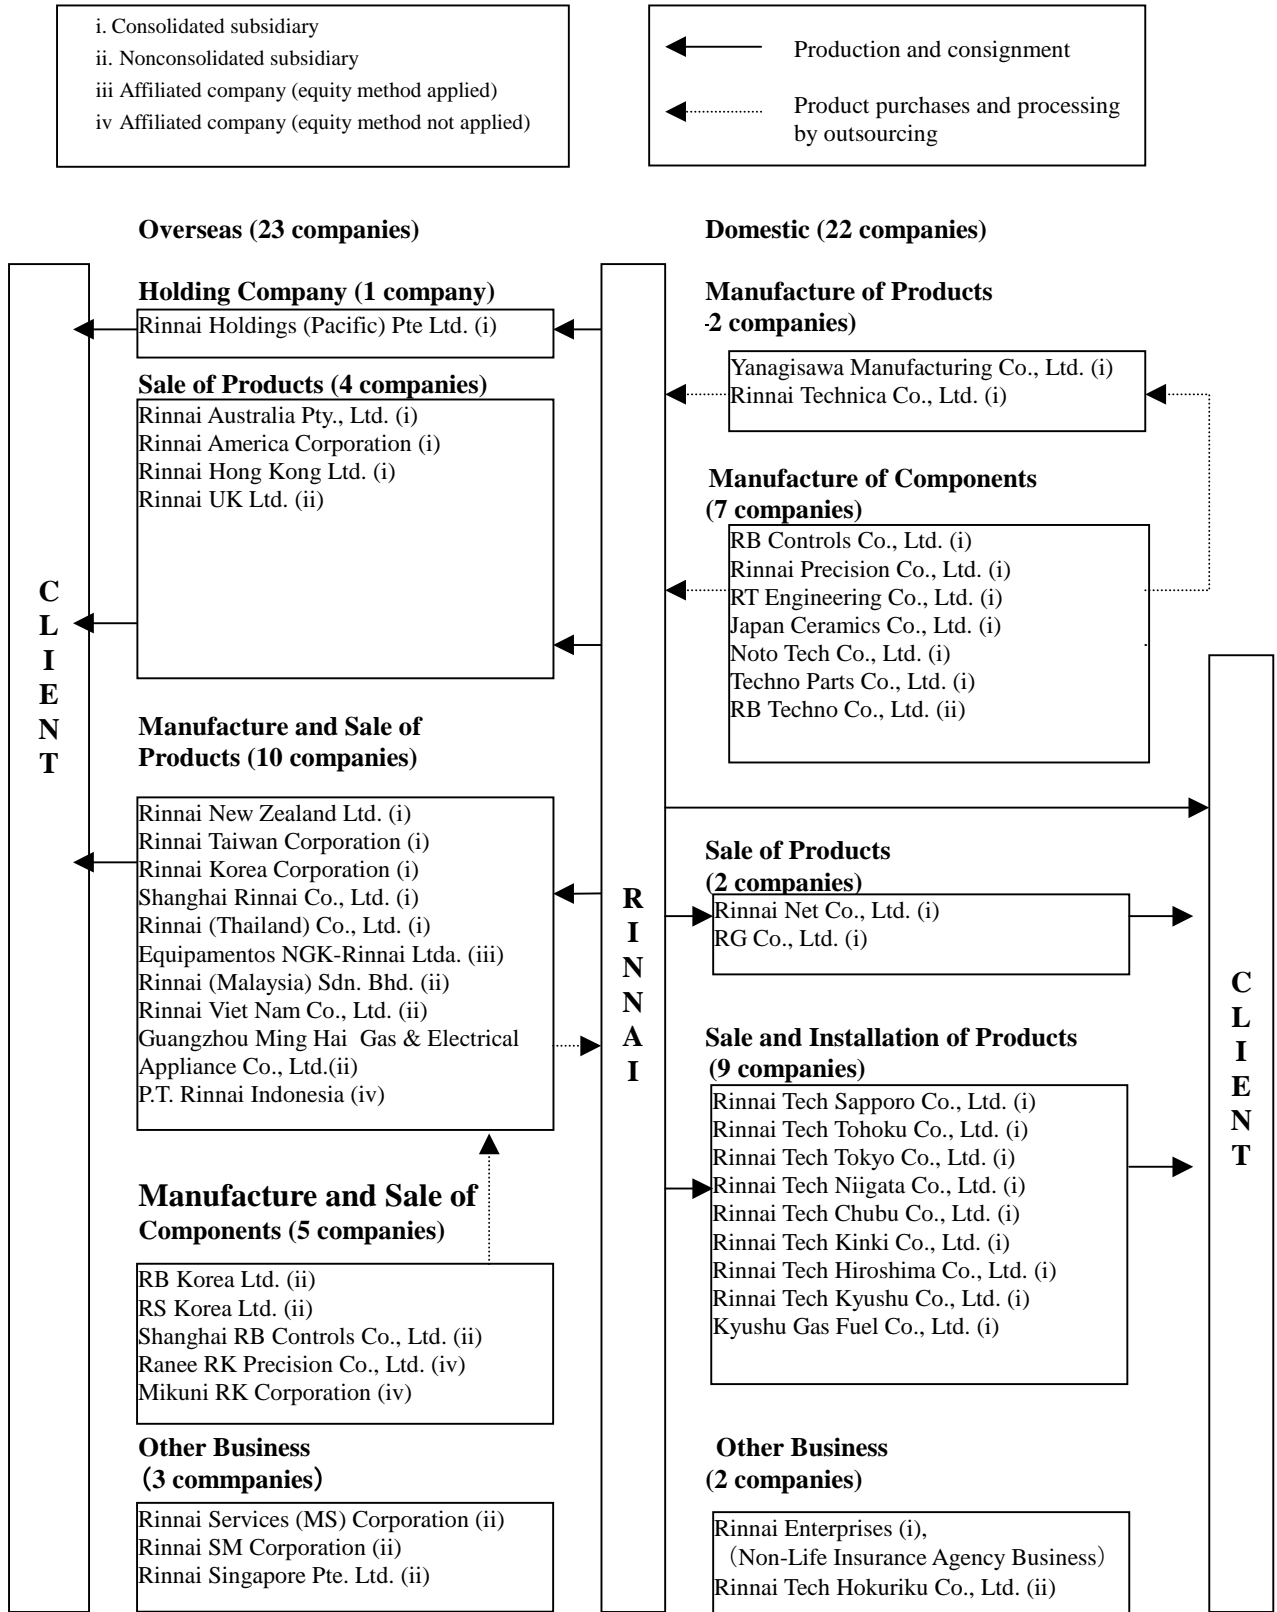 i. Consolidated subsidiary
ii. Nonconsolidated subsidiary
iii Affiliated company (equity method applied)
iv Affiliated company (equity method not applied)
Production and consignment
Product purchases and processing
by outsourcing
Overseas (23 companies)
Holding Company (1 company)
Rinnai Holdings (Pacific) Pte Ltd. (i)
Sale of Products (4 companies)
Rinnai Australia Pty., Ltd. (i)
Rinnai America Corporation (i)
Rinnai Hong Kong Ltd. (i)
Rinnai UK Ltd. (ii)
CLIENT
Manufacture and Sale of
Products (10 companies)
Rinnai New Zealand Ltd. (i)
Rinnai Taiwan Corporation (i)
Rinnai Korea Corporation (i)
Shanghai Rinnai Co., Ltd. (i)
Rinnai (Thailand) Co., Ltd. (i)
Equipamentos NGK-Rinnai Ltda. (iii)
Rinnai (Malaysia) Sdn. Bhd. (ii)
Rinnai Viet Nam Co., Ltd. (ii)
Guangzhou Ming Hai  Gas & Electrical
Appliance Co., Ltd.(ii)
P.T. Rinnai Indonesia (iv)
Manufacture and Sale of
Components (5 companies)
RB Korea Ltd. (ii)
RS Korea Ltd. (ii)
Shanghai RB Controls Co., Ltd. (ii)
Ranee RK Precision Co., Ltd. (iv)
Mikuni RK Corporation (iv)
Other Business
（3 commpanies）
Rinnai Services (MS) Corporation (ii)
Rinnai SM Corporation (ii)
Rinnai Singapore Pte. Ltd. (ii)
RINNAI
Domestic (22 companies)
Manufacture of Products
-2 companies)
Yanagisawa Manufacturing Co., Ltd. (i)
Rinnai Technica Co., Ltd. (i)
Manufacture of Components
(7 companies)
RB Controls Co., Ltd. (i)
Rinnai Precision Co., Ltd. (i)
RT Engineering Co., Ltd. (i)
Japan Ceramics Co., Ltd. (i)
Noto Tech Co., Ltd. (i)
Techno Parts Co., Ltd. (i)
RB Techno Co., Ltd. (ii)
Sale of Products
(2 companies)
Rinnai Net Co., Ltd. (i)
RG Co., Ltd. (i)
Sale and Installation of Products
(9 companies)
Rinnai Tech Sapporo Co., Ltd. (i)
Rinnai Tech Tohoku Co., Ltd. (i)
Rinnai Tech Tokyo Co., Ltd. (i)
Rinnai Tech Niigata Co., Ltd. (i)
Rinnai Tech Chubu Co., Ltd. (i)
Rinnai Tech Kinki Co., Ltd. (i)
Rinnai Tech Hiroshima Co., Ltd. (i)
Rinnai Tech Kyushu Co., Ltd. (i)
Kyushu Gas Fuel Co., Ltd. (i)
Other Business
(2 companies)
Rinnai Enterprises (i),
（Non-Life Insurance Agency Business）
Rinnai Tech Hokuriku Co., Ltd. (ii)
CLIENT